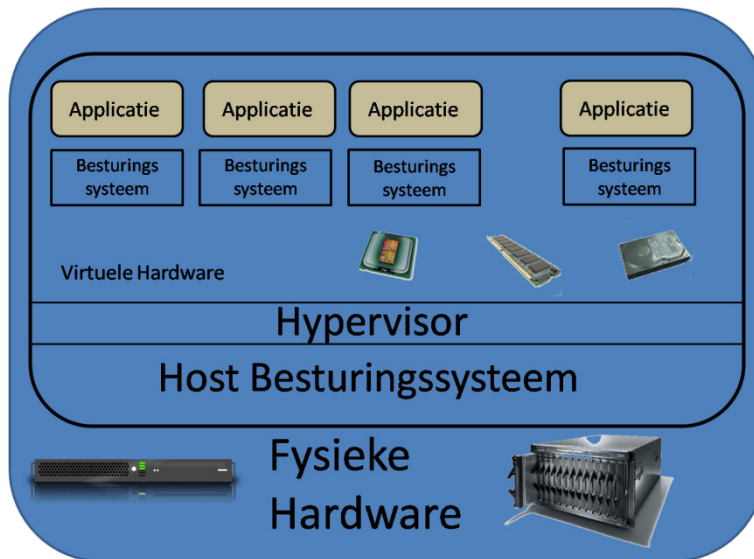 Applicatie
Applicatie
Applicatie
Applicatie
Besturings
systeem
Besturings
systeem
Besturings
systeem
Besturings
systeem
Virtuele Hardware
Hypervisor
Host Besturingssysteem
Fysieke
Hardware